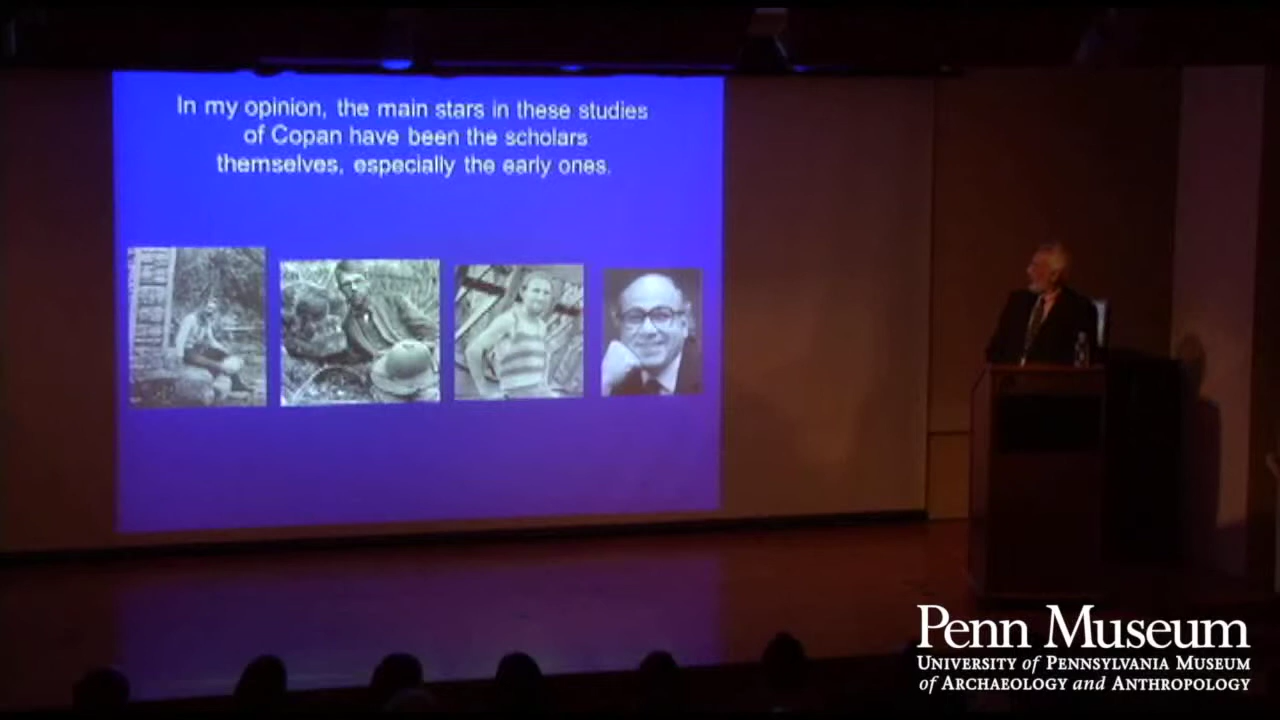 In my opinion, the main stars in these studies
of Copan have been the scholars
themselves, especially the early ones.
Penn Museum
UNIVERSITY of PENNSYLVANIA MUSEUM
of ARCHAEOLOGY and ANTHROPOLOGY